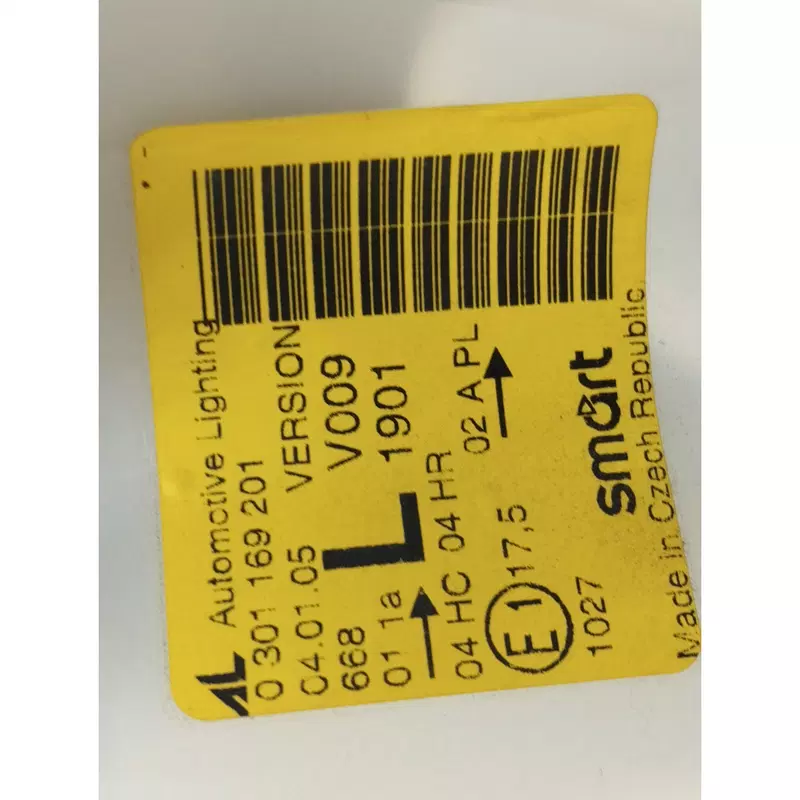 AL Automotive Lighting
0 301 169 201
04.01.05 VERSION
668 L V009
1901
01 1a
04 HC 04 HR 02 A PL
E1 17,5
1027 smart
Made in Czech Republic